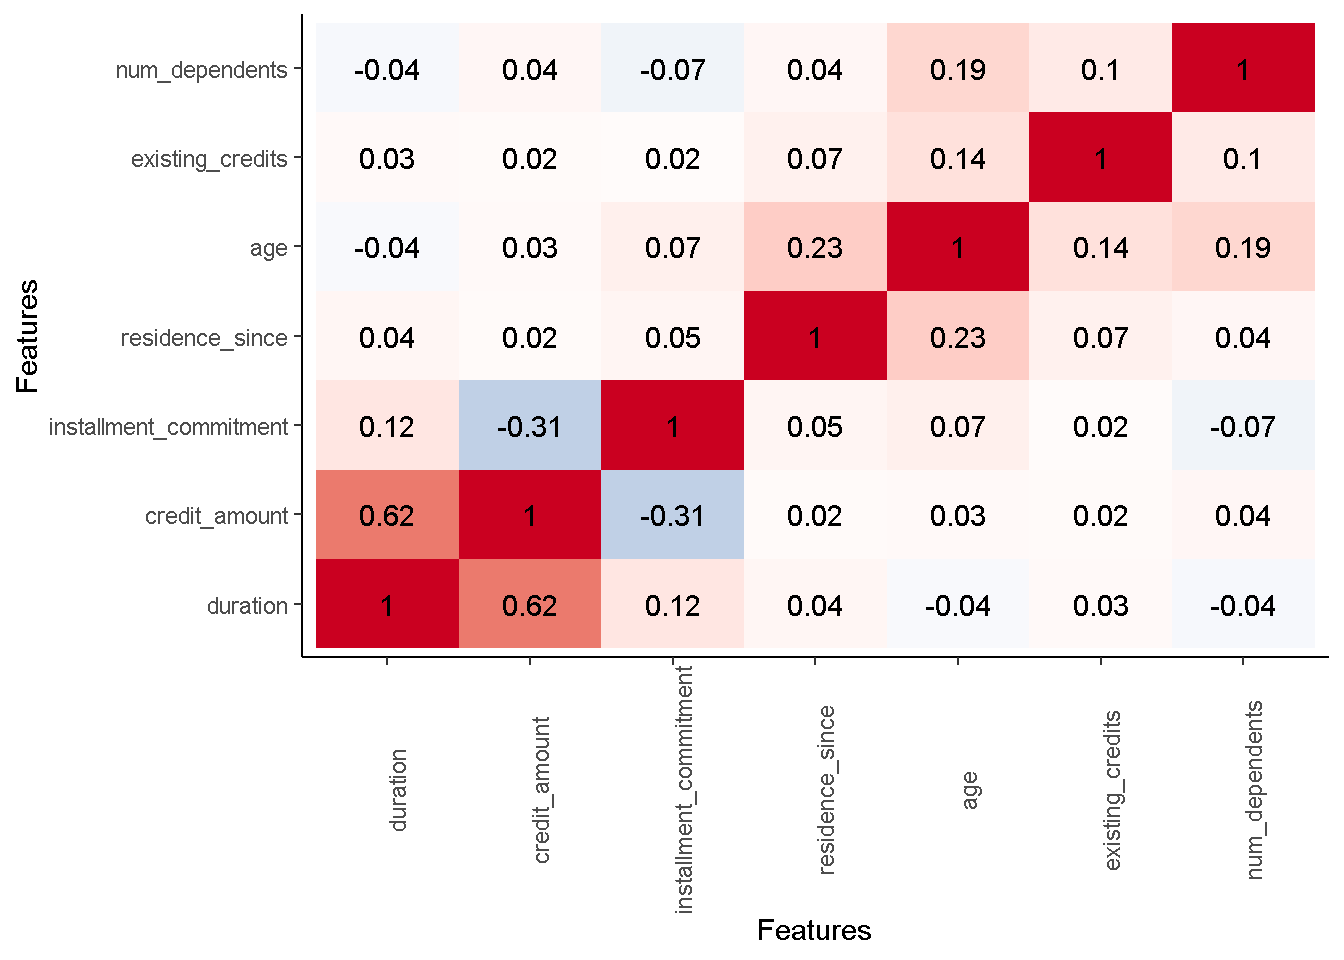 num_dependents -0.04 0.04 -0.07 0.04 0.19 0.1 1
existing_credits 0.03 0.02 0.02 0.07 0.14 1 0.1
age -0.04 0.03 0.07 0.23 1 0.14 0.19
residence_since 0.04 0.02 0.05 1 0.23 0.07 0.04
installment_commitment 0.12 -0.31 1 0.05 0.07 0.02 -0.07
credit_amount 0.62 1 -0.31 0.02 0.03 0.02 0.04
duration 1 0.62 0.12 0.04 -0.04 0.03 -0.04
Features
duration
credit_amount
installment_commitment
residence_since
age
existing_credits
num_dependents
Features